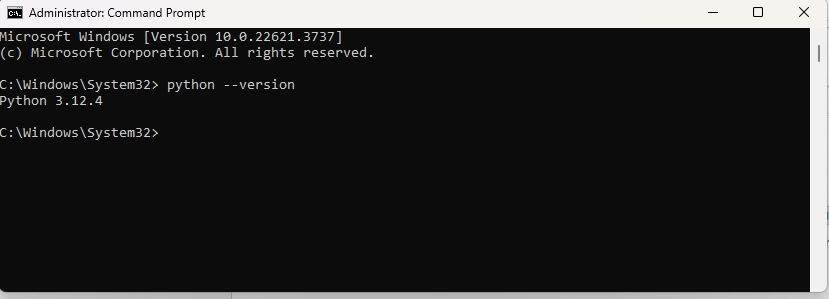 Administrator: Command Prompt
Microsoft Windows [Version 10.0.22621.3737]
(c) Microsoft Corporation. All rights reserved.
C:\Windows\System32> python --version
Python 3.12.4
C:\Windows\System32>